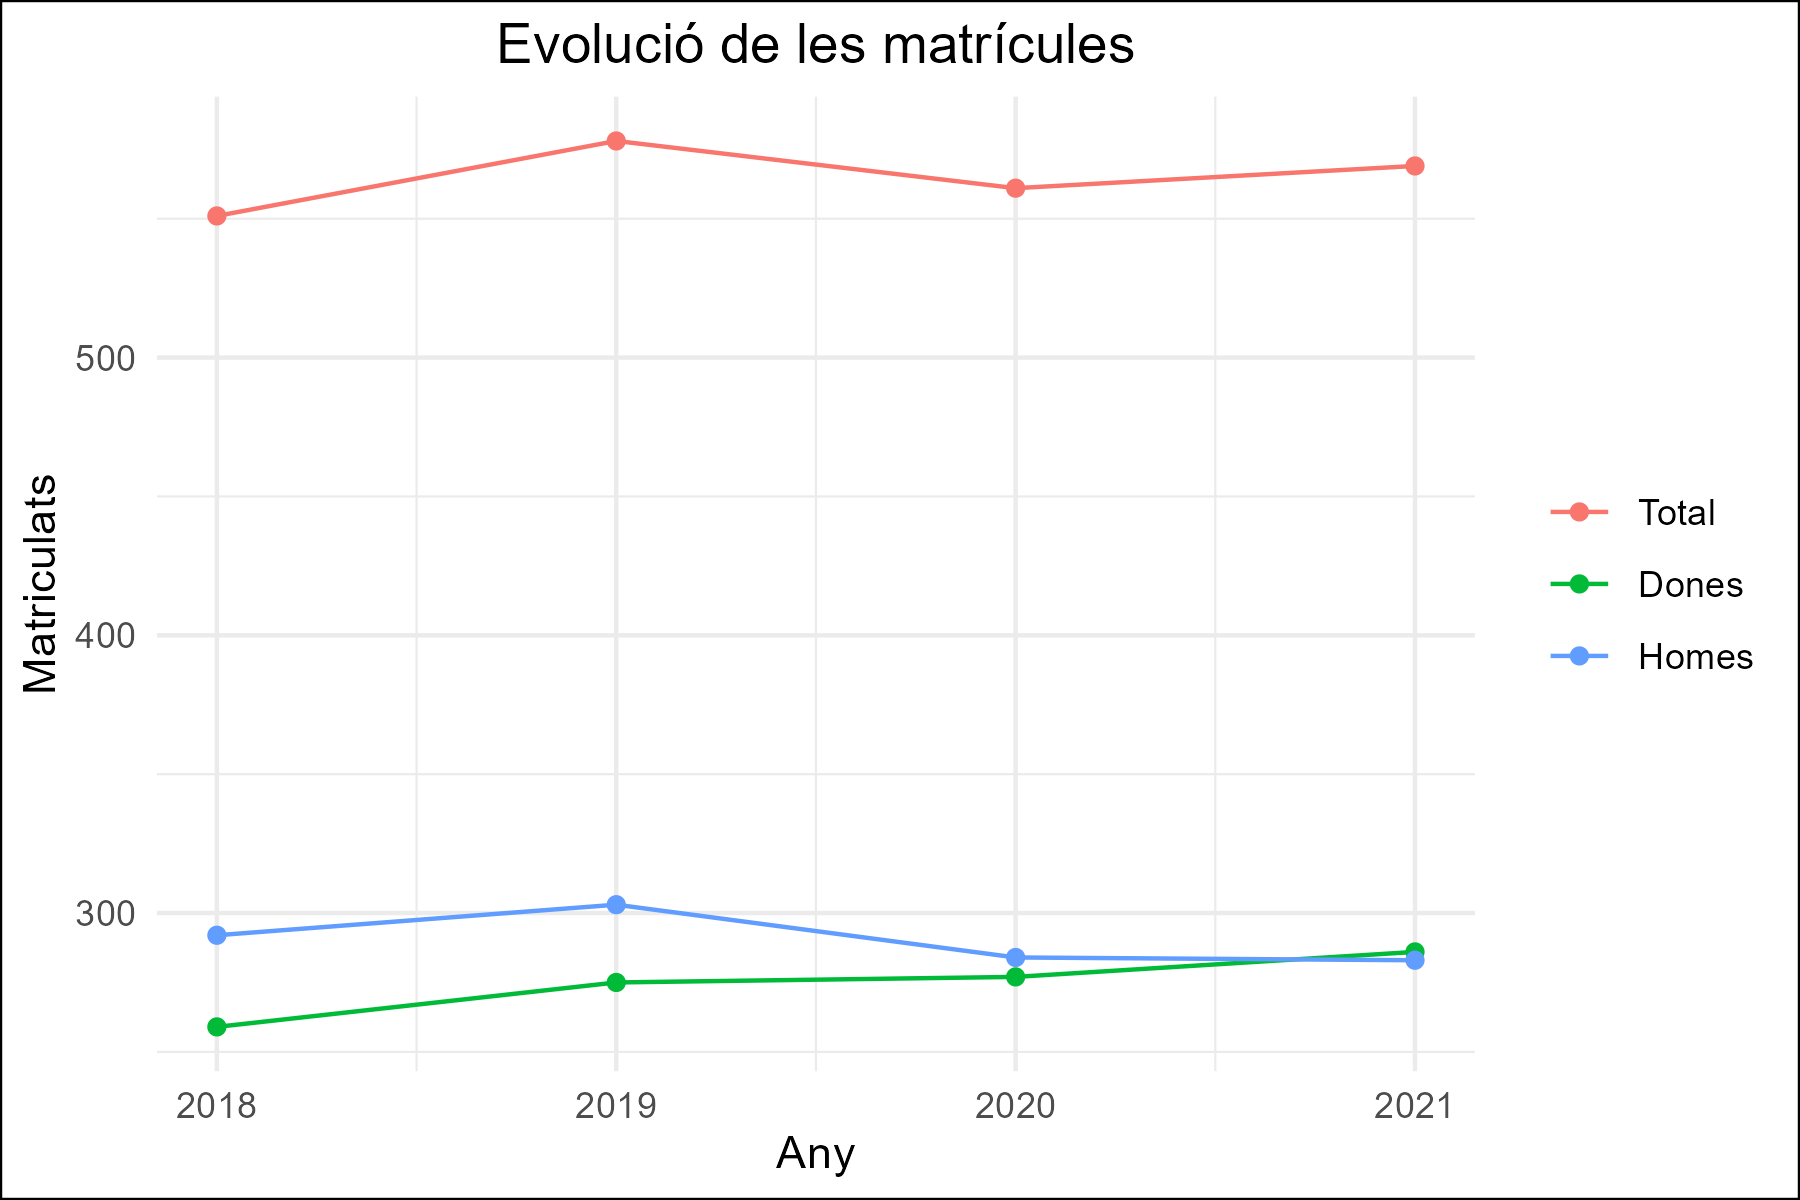 Evolució de les matrícules
Matriculats
500
400
300
2018
2019
2020
2021
Any
Total
Dones
Homes